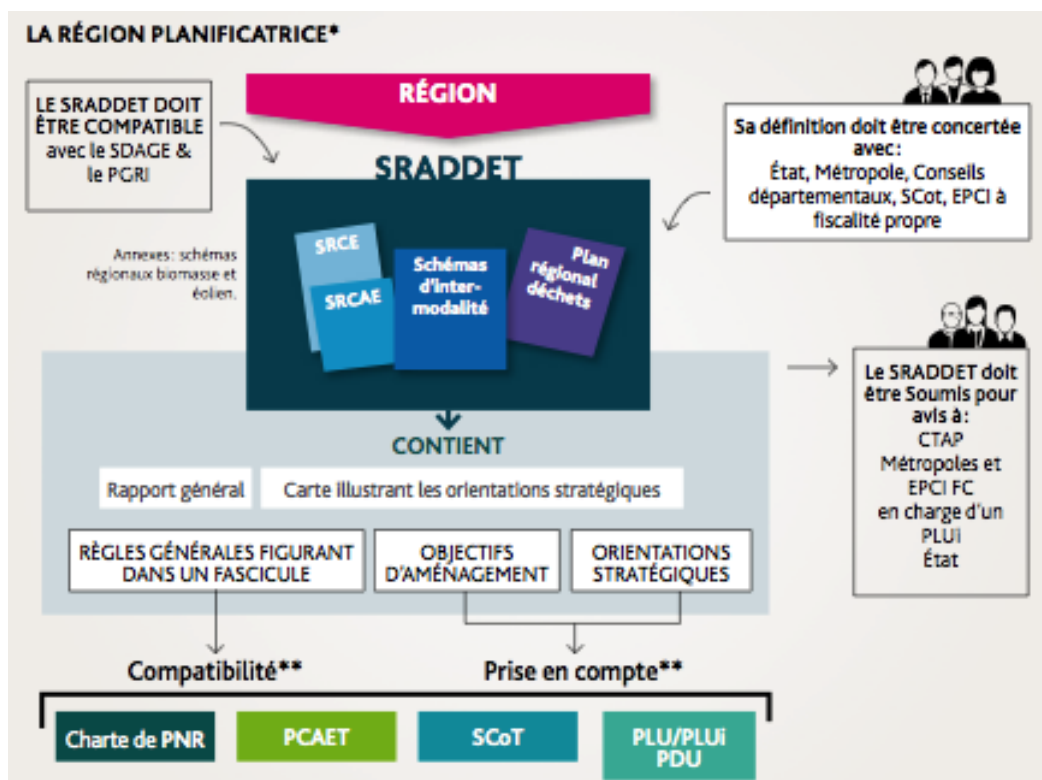 LA RÉGION PLANIFICATRICE*
LE SRADDET DOIT
ÊTRE COMPATIBLE
avec le SDAGE &
le PGRI
RÉGION
SRADDET
Sa définition doit être concertée
avec :
État, Métropole, Conseils
départementaux, SCot, EPCI à
fiscalité propre
Annexes: schémas
régionaux biomasse et
éolien.
SRCE
SRCAE
Schémas
d'inter-
modalité
Plan
régional
déchets
Le SRADDET doit
être Soumis pour
avis à :
CTAP
Métropoles et
EPCI FC
en charge d'un
PLUi
État
CONTIENT
Rapport général
Carte illustrant les orientations stratégiques
RÈGLES GÉNÉRALES FIGURANT
DANS UN FASCICULE
OBJECTIFS
D'AMÉNAGEMENT
ORIENTATIONS
STRATÉGIQUES
Compatibilité**
Prise en compte**
Charte de PNR
PCAET
SCoT
PLU/PLUi
PDU